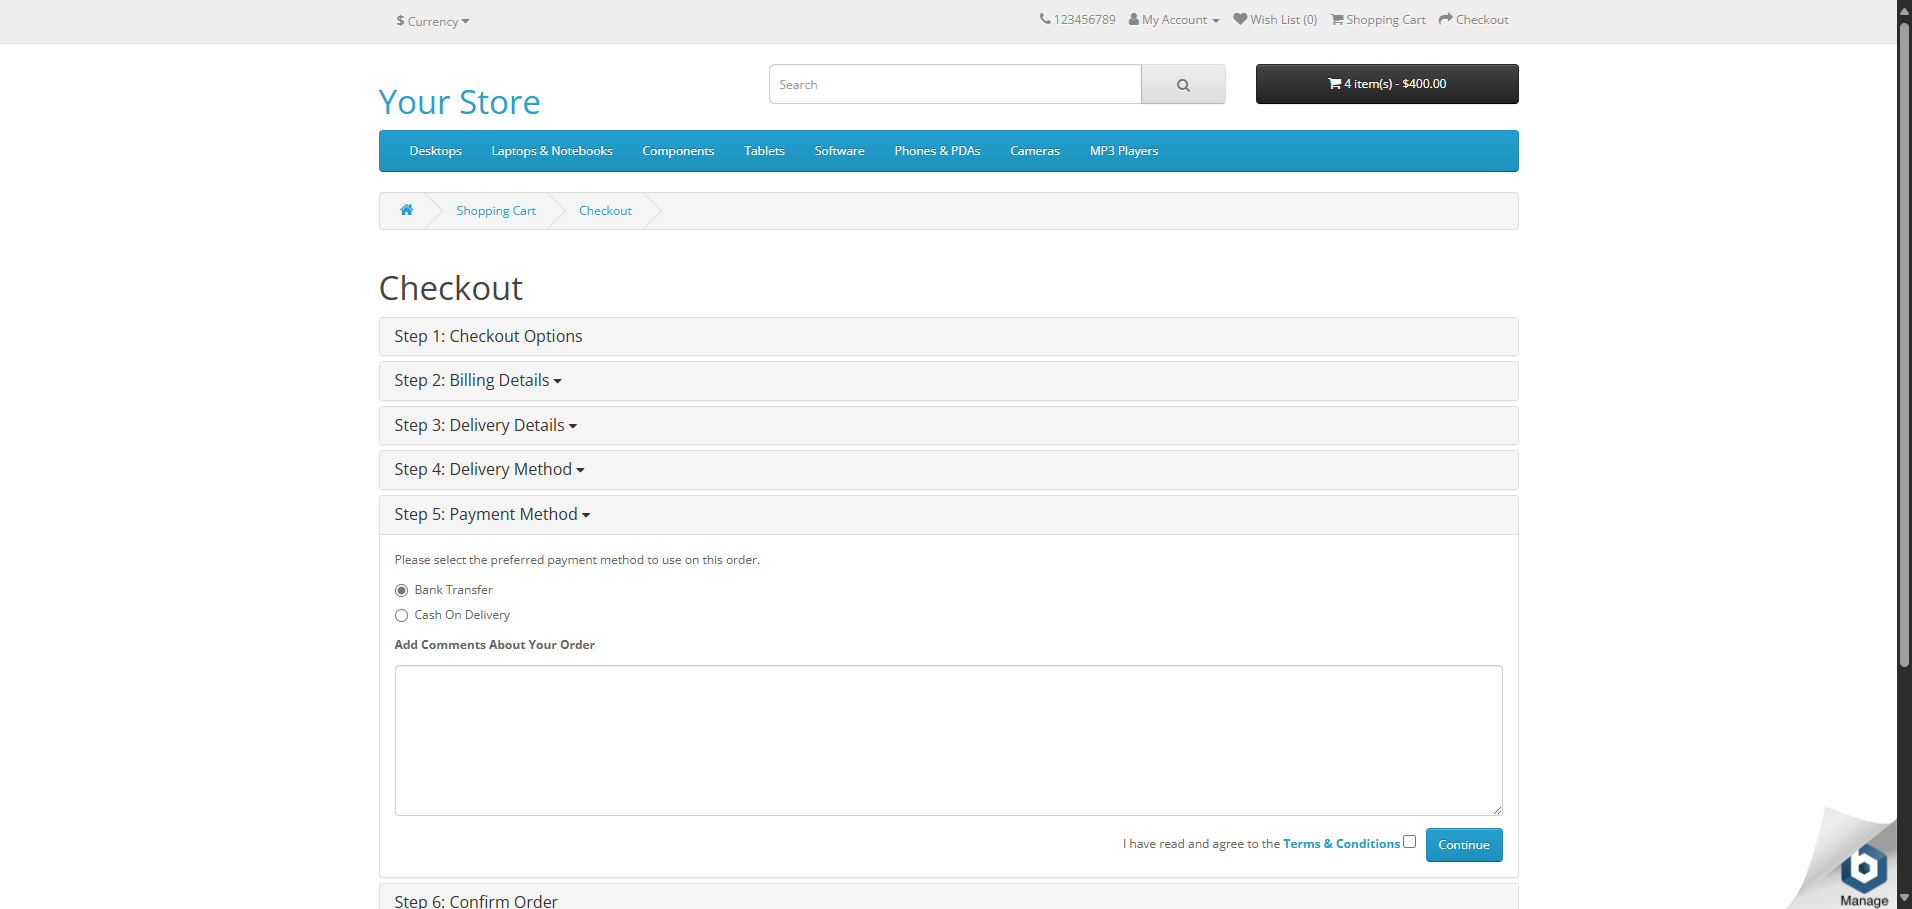 $ Currency
123456789 My Account Wish List (0) Shopping Cart Checkout
Your Store
Search
4 item(s) - $400.00
Desktops Laptops & Notebooks Components Tablets Software Phones & PDAs Cameras MP3 Players
Shopping Cart Checkout
Checkout
Step 1: Checkout Options
Step 2: Billing Details
Step 3: Delivery Details
Step 4: Delivery Method
Step 5: Payment Method
Please select the preferred payment method to use on this order.
Bank Transfer
Cash On Delivery
Add Comments About Your Order
I have read and agree to the Terms & Conditions Continue
Step 6: Confirm Order
Manage